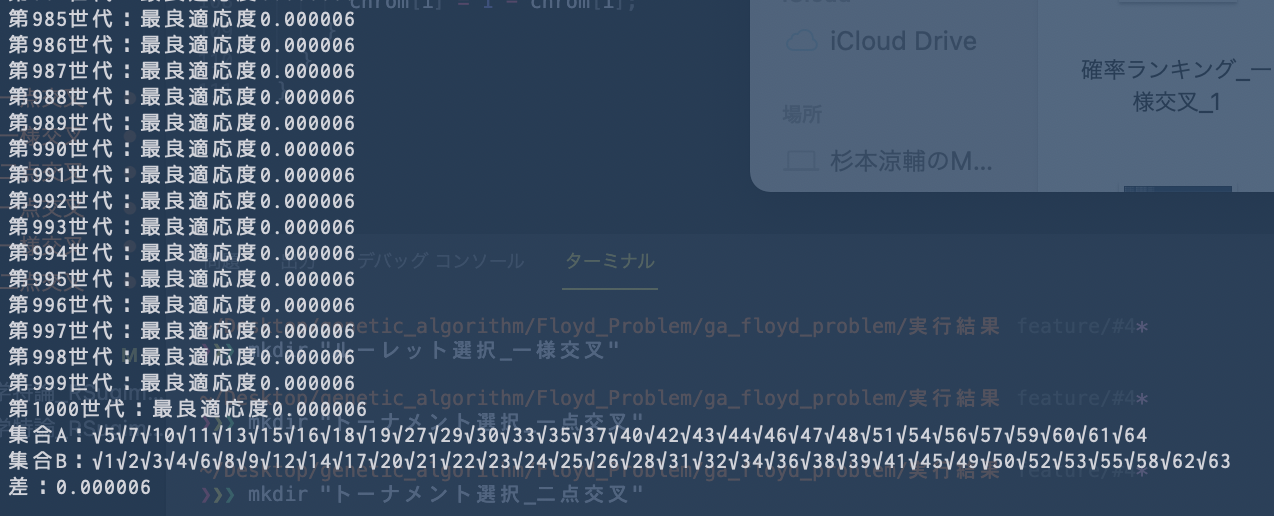 chrom[i] = 1 - chrom[i];
第985世代：最良適応度0.000006
第986世代：最良適応度0.000006
第987世代：最良適応度0.000006
第988世代：最良適応度0.000006
第989世代：最良適応度0.000006
第990世代：最良適応度0.000006
第991世代：最良適応度0.000006
第992世代：最良適応度0.000006
第993世代：最良適応度0.000006
第994世代：最良適応度0.000006
第995世代：最良適応度0.000006
第996世代：最良適応度0.000006
第997世代：最良適応度0.000006
第998世代：最良適応度0.000006
第999世代：最良適応度0.000006
第1000世代：最良適応度0.000006
集合A：√5√7√10√11√13√15√16√18√19√27√29√30√33√35√37√40√42√43√44√46√47√48√51√54√56√57√59√60√61√64
集合B：√1√2√3√4√6√8√9√12√14√17√20√21√22√23√24√25√26√28√31√32√34√36√38√39√41√45√49√50√52√53√55√58√62√63
差：0.000006
iCloud Drive
場所
杉本涼輔のM...
確率ランキング_一
様交叉_1
デバッグ コンソール
ターミナル
~/Desktop/genetic_algorithm/Floyd_Problem/ga_floyd_problem/実行結果 feature/#4*
❯❯❯ mkdir "ルーレット選択_一様交叉"
~/Desktop/genetic_algorithm/Floyd_Problem/ga_floyd_problem/実行結果 feature/#4*
❯❯❯ mkdir "トーナメント選択_一点交叉"
~/Desktop/genetic_algorithm/Floyd_Problem/ga_floyd_problem/実行結果 feature/#4*
❯❯❯ mkdir "トーナメント選択_二点交叉"